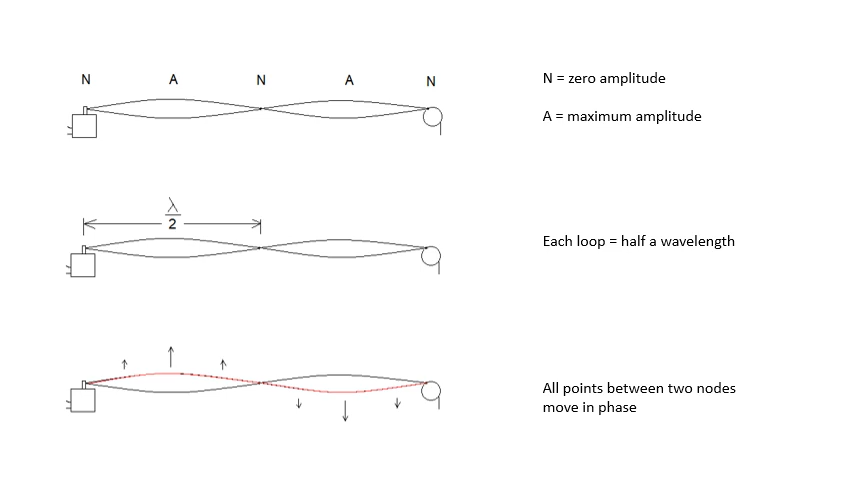 N A N A N
N = zero amplitude
A = maximum amplitude
λ
2
Each loop = half a wavelength
All points between two nodes
move in phase